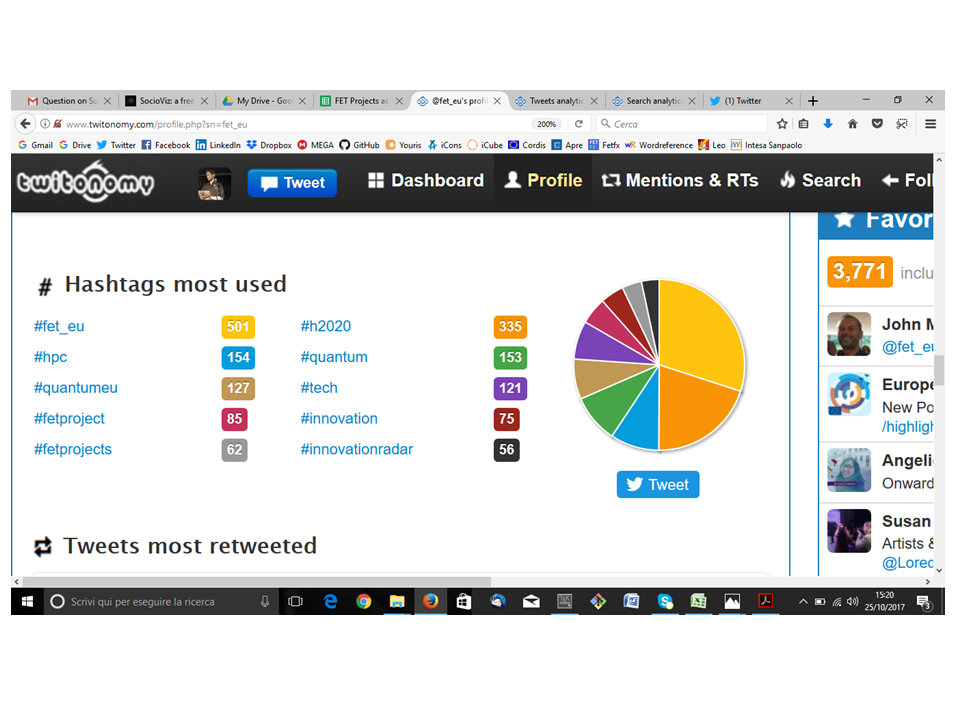 Question on So
SocioViz: a free
My Drive - Goo
FET Projects as
@fet_eu's profil
Tweets analytic
Search analytic
(1) Twitter
www.twitonomy.com/profile.php?sn=fet_eu
200%
Cerca
Gmail Drive Twitter Facebook LinkedIn Dropbox MEGA GitHub Youris iCons iCube Cordis Apre Fetfx Wordreference Leo Intesa Sanpaolo
twitonomy Tweet Dashboard Profile Mentions & RTs Search Foll
Favor
3,771 inclu
# Hashtags most used
#fet_eu 501 #h2020 335
#hpc 154 #quantum 153
#quantumeu 127 #tech 121
#fetproject 85 #innovation 75
#fetprojects 62 #innovationradar 56
Tweet
Tweets most retweeted
John M
@fet_eu
Europe
New Po
/highligh
Angeli
Onward
Susan
Artists &
@Lorec
Scrivi qui per eseguire la ricerca
15:20
25/10/2017
3